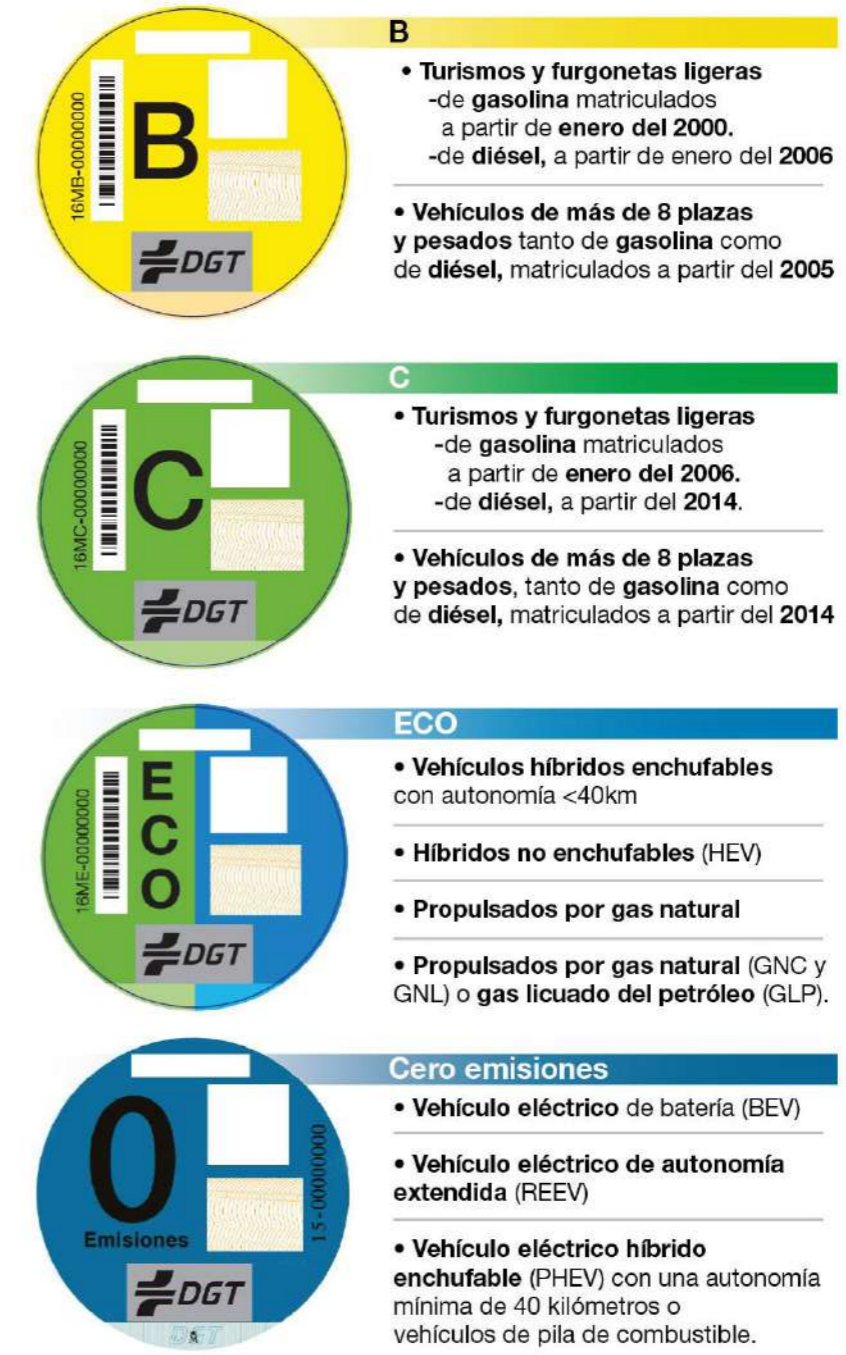 B
16MB-00000000
B
DGT
• Turismos y furgonetas ligeras
-de gasolina matriculados
a partir de enero del 2000.
-de diésel, a partir de enero del 2006
• Vehículos de más de 8 plazas
y pesados tanto de gasolina como
de diésel, matriculados a partir del 2005
C
16MC-00000000
C
DGT
• Turismos y furgonetas ligeras
-de gasolina matriculados
a partir de enero del 2006.
-de diésel, a partir del 2014.
• Vehículos de más de 8 plazas
y pesados, tanto de gasolina como
de diésel, matriculados a partir del 2014
ECO
16ME-00000000
E
C
O
DGT
• Vehículos híbridos enchufables
con autonomía <40km
• Híbridos no enchufables (HEV)
• Propulsados por gas natural
• Propulsados por gas natural (GNC y
GNL) o gas licuado del petróleo (GLP).
Cero emisiones
0
Emisiones
15-00000000
DGT
DGT
• Vehículo eléctrico de batería (BEV)
• Vehículo eléctrico de autonomía
extendida (REEV)
• Vehículo eléctrico híbrido
enchufable (PHEV) con una autonomía
mínima de 40 kilómetros o
vehículos de pila de combustible.